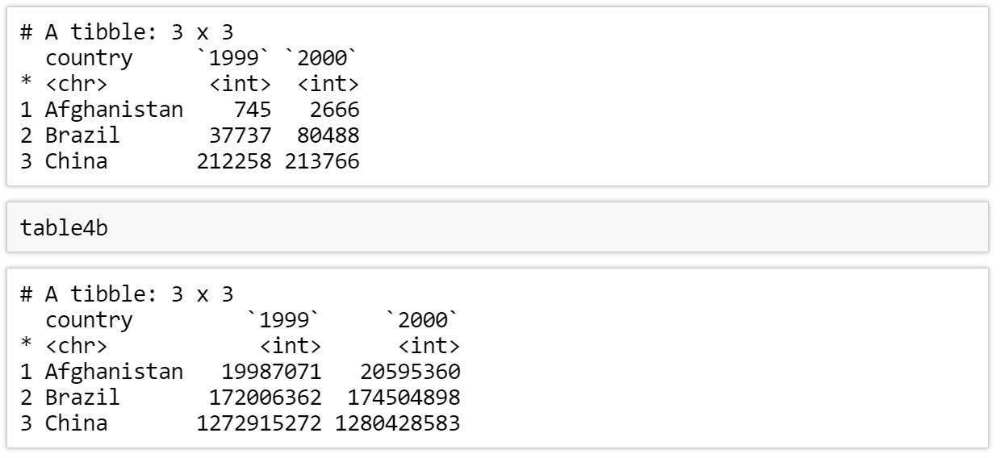 # A tibble: 3 x 3
  country     `1999` `2000`
* <chr>        <int>  <int>
1 Afghanistan    745   2666
2 Brazil       37737  80488
3 China       212258 213766
table4b
# A tibble: 3 x 3
  country         `1999`     `2000`
* <chr>            <int>      <int>
1 Afghanistan   19987071   20595360
2 Brazil       172006362  174504898
3 China       1272915272 1280428583